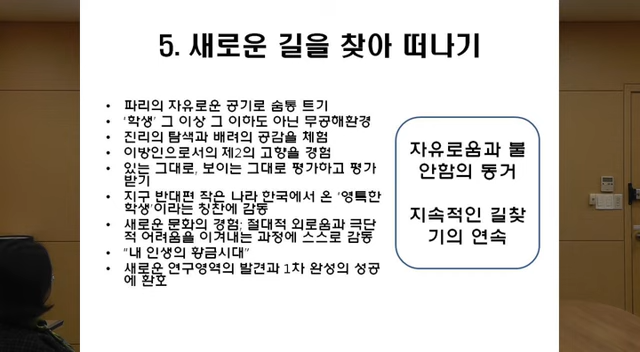 5. 새로운 길을 찾아 떠나기
• 파리의 자유로운 공기로 숨통 트기
• '학생' 그 이상 그 이하도 아닌 무공해환경
• 진리의 탐색과 배려의 공감을 체험
• 이방인으로서의 제2의 고향을 경험
• 있는 그대로, 보이는 그대로 평가하고 평가
받기
• 지구 반대편 작은 나라 한국에서 온 '영특한
학생'이라는 칭찬에 감동
• 새로운 문화의 경험; 절대적 외로움과 극단
적 어려움을 이겨내는 과정에 스스로 감동
• "내 인생의 황금시대"
• 새로운 연구영역의 발견과 1차 완성의 성공
에 환호
자유로움과 불
안함의 동거
지속적인 길찾
기의 연속